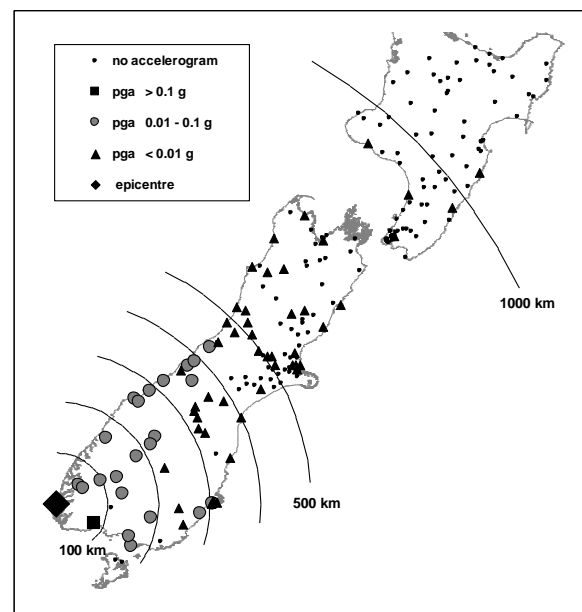 no accelerogram
pga > 0.1 g
pga 0.01 - 0.1 g
pga < 0.01 g
epicentre
1000 km
500 km
100 km